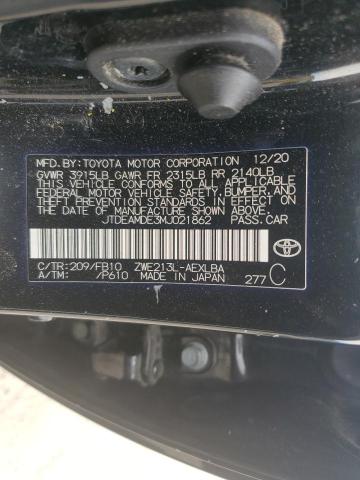 MFD.BY:TOYOTA MOTOR CORPORATION 12/20
GVWR 3915LB GAWR FR 2315LB RR 2140LB
THIS VEHICLE CONFORMS TO ALL APPLICABLE
FEDERAL MOTOR VEHICLE SAFETY, BUMPER, AND
THEFT PREVENTION STANDARDS IN EFFECT ON
THE DATE OF MANUFACTURE SHOWN ABOVE.
JTDEAMDE3MJ021862 PASS.CAR
C/TR:209/FB10 ZWE213L-AEXLBA
A/TM: /P610 MADE IN JAPAN 277 C